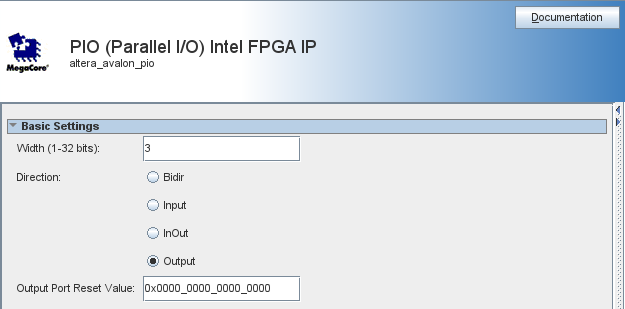 Documentation
PIO (Parallel I/O) Intel FPGA IP
altera_avalon_pio
MegaCore®
Basic Settings
Width (1-32 bits): 3
Direction: Bidir
Input
InOut
Output
Output Port Reset Value: 0x0000_0000_0000_0000